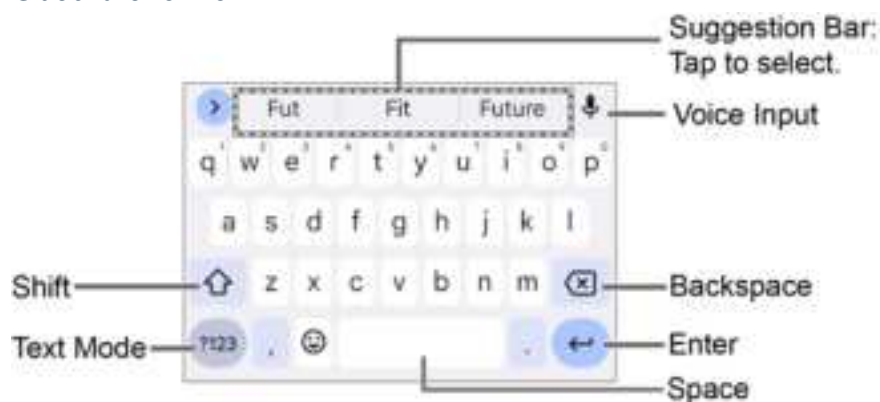 Suggestion Bar:
Tap to select.
Fut Fit Future
Voice Input
q w e r t y u i o p
a s d f g h j k l
Shift
z x c v b n m
Backspace
Text Mode
?123 , .
Enter
Space